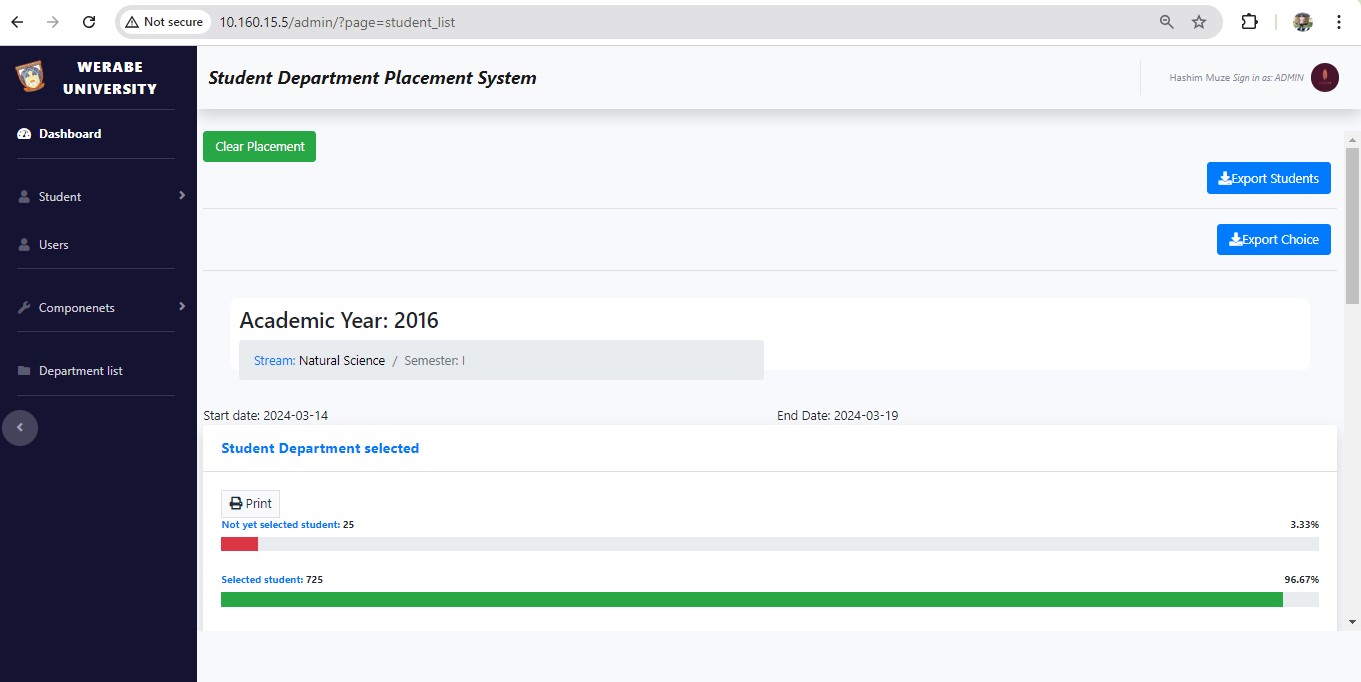 Not secure 10.160.15.5/admin/?page=student_list
WERABE
UNIVERSITY
Student Department Placement System
Hashim Muze Sign in as: ADMIN
Dashboard
Student
Users
Componenets
Department list
Clear Placement
Export Students
Export Choice
Academic Year: 2016
Stream: Natural Science / Semester: I
Start date: 2024-03-14 End Date: 2024-03-19
Student Department selected
Print
Not yet selected student: 25 3.33%
Selected student: 725 96.67%